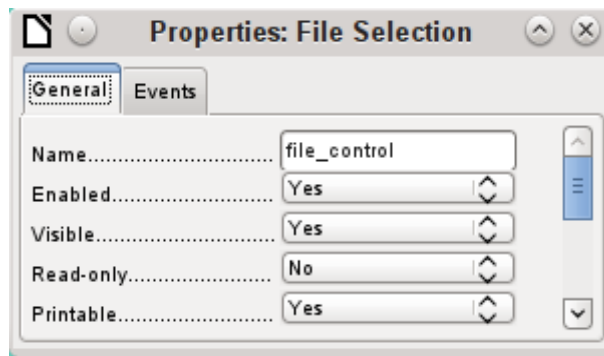 Properties: File Selection
General Events
Name............................ file_control
Enabled......................... Yes
Visible........................... Yes
Read-only...................... No
Printable........................ Yes